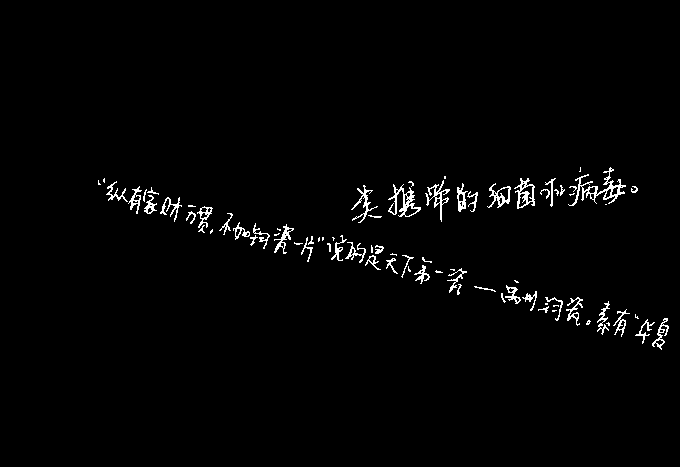 类携带的细菌和病毒。
“纵有家财万贯，不如钧瓷一片”说的是天下第一瓷——禹州钧瓷。素有“华夏